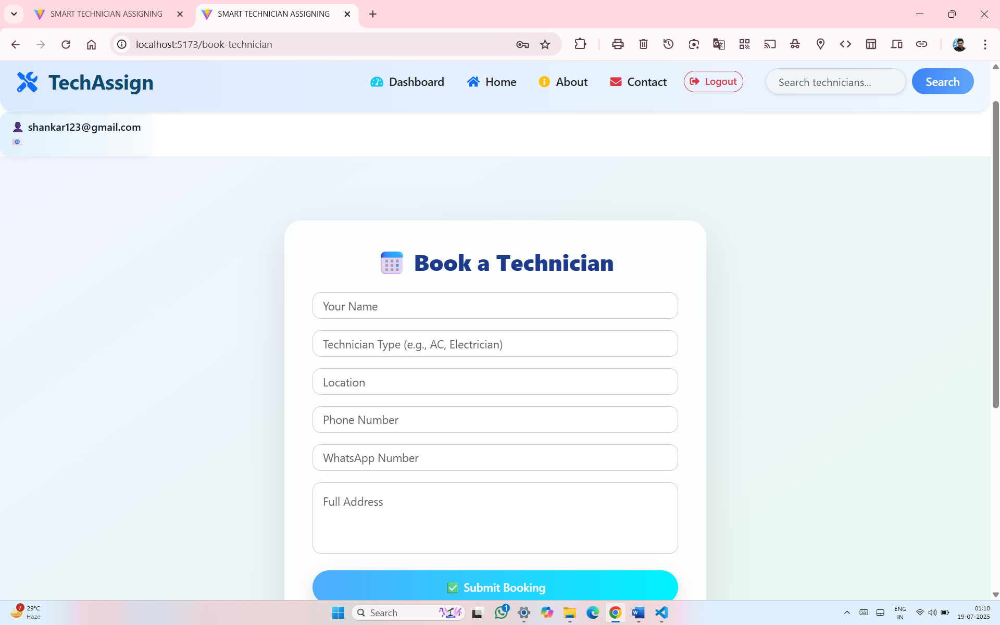 SMART TECHNICIAN ASSIGNING
SMART TECHNICIAN ASSIGNING
localhost:5173/book-technician
TechAssign
Dashboard
Home
About
Contact
Logout
Search technicians...
Search
shankar123@gmail.com
Book a Technician
Your Name
Technician Type (e.g., AC, Electrician)
Location
Phone Number
WhatsApp Number
Full Address
Submit Booking
7
29°C
Haze
Search
1
ENG
IN
01:10
19-07-2025